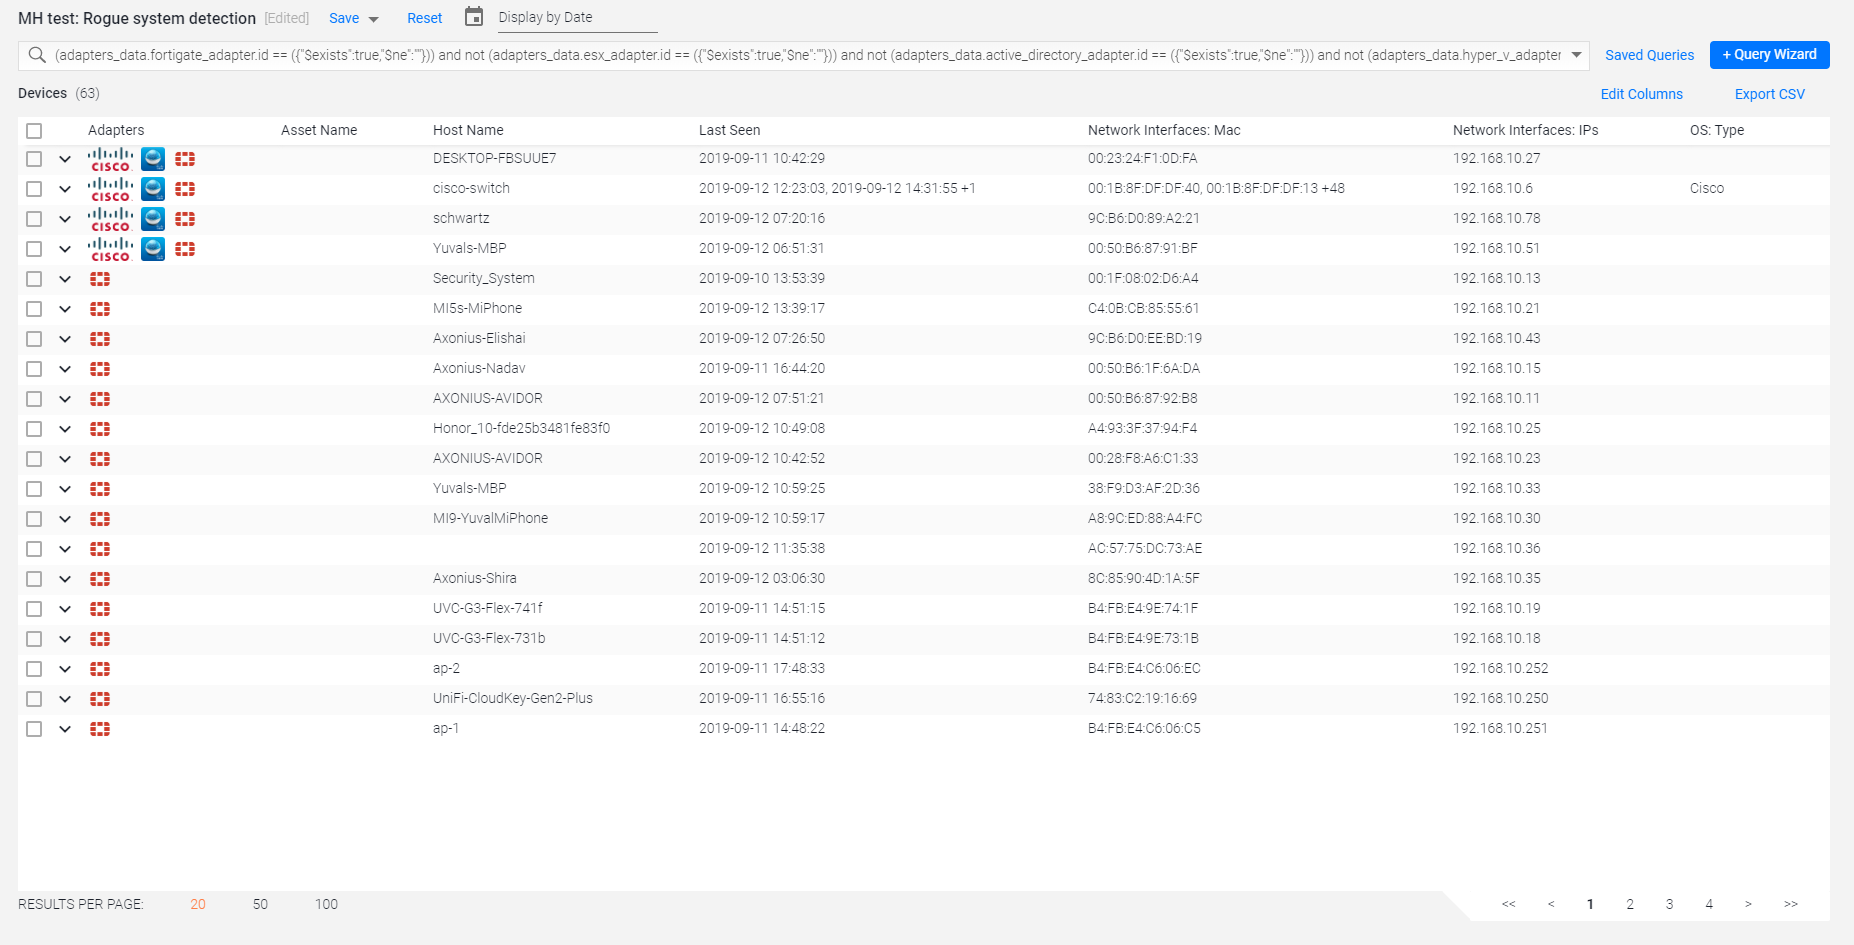 MH test: Rogue system detection [Edited] Save Reset Display by Date
(adapters_data.fortigate_adapter.id == ({"$exists":true,"$ne":""})) and not (adapters_data.esx_adapter.id == ({"$exists":true,"$ne":""})) and not (adapters_data.active_directory_adapter.id == ({"$exists":true,"$ne":""})) and not (adapters_data.hyper_v_adapter Saved Queries + Query Wizard
Devices (63) Edit Columns Export CSV
Adapters Asset Name Host Name Last Seen Network Interfaces: Mac Network Interfaces: IPs OS: Type
CISCO DESKTOP-FBSUUE7 2019-09-11 10:42:29 00:23:24:F1:0D:FA 192.168.10.27
CISCO cisco-switch 2019-09-12 12:23:03, 2019-09-12 14:31:55 +1 00:1B:8F:DF:DF:40, 00:1B:8F:DF:DF:13 +48 192.168.10.6 Cisco
CISCO schwartz 2019-09-12 07:20:16 9C:B6:D0:89:A2:21 192.168.10.78
CISCO Yuvals-MBP 2019-09-12 06:51:31 00:50:B6:87:91:BF 192.168.10.51
Security_System 2019-09-10 13:53:39 00:1F:08:02:D6:A4 192.168.10.13
MI5s-MiPhone 2019-09-12 13:39:17 C4:0B:CB:85:55:61 192.168.10.21
Axonius-Elishai 2019-09-12 07:26:50 9C:B6:D0:EE:BD:19 192.168.10.43
Axonius-Nadav 2019-09-11 16:44:20 00:50:B6:1F:6A:DA 192.168.10.15
AXONIUS-AVIDOR 2019-09-12 07:51:21 00:50:B6:87:92:B8 192.168.10.11
Honor_10-fde25b3481fe83f0 2019-09-12 10:49:08 A4:93:3F:37:94:F4 192.168.10.25
AXONIUS-AVIDOR 2019-09-12 10:42:52 00:28:F8:A6:C1:33 192.168.10.23
Yuvals-MBP 2019-09-12 10:59:25 38:F9:D3:AF:2D:36 192.168.10.33
MI9-YuvalMiPhone 2019-09-12 10:59:17 A8:9C:ED:88:A4:FC 192.168.10.30
2019-09-12 11:35:38 AC:57:75:DC:73:AE 192.168.10.36
Axonius-Shira 2019-09-12 03:06:30 8C:85:90:4D:1A:5F 192.168.10.35
UVC-G3-Flex-741f 2019-09-11 14:51:15 B4:FB:E4:9E:74:1F 192.168.10.19
UVC-G3-Flex-731b 2019-09-11 14:51:12 B4:FB:E4:9E:73:1B 192.168.10.18
ap-2 2019-09-11 17:48:33 B4:FB:E4:C6:06:EC 192.168.10.252
UniFi-CloudKey-Gen2-Plus 2019-09-11 16:55:16 74:83:C2:19:16:69 192.168.10.250
ap-1 2019-09-11 14:48:22 B4:FB:E4:C6:06:C5 192.168.10.251
RESULTS PER PAGE: 20 50 100 << < 1 2 3 4 > >>